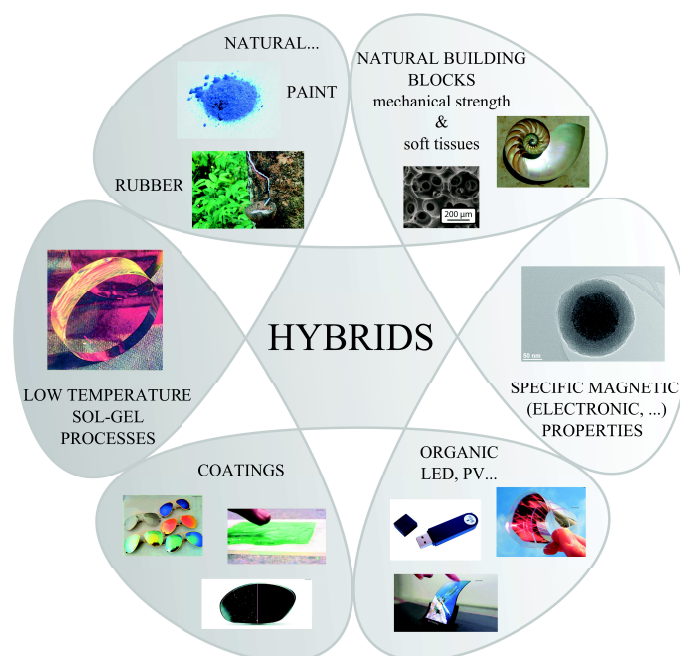 NATURAL...
PAINT
RUBBER
NATURAL BUILDING
BLOCKS
mechanical strength
&
soft tissues
200 µm
HYBRIDS
50 nm
LOW TEMPERATURE
SOL-GEL
PROCESSES
SPECIFIC MAGNETIC
(ELECTRONIC, ...)
PROPERTIES
COATINGS
ORGANIC
LED, PV...